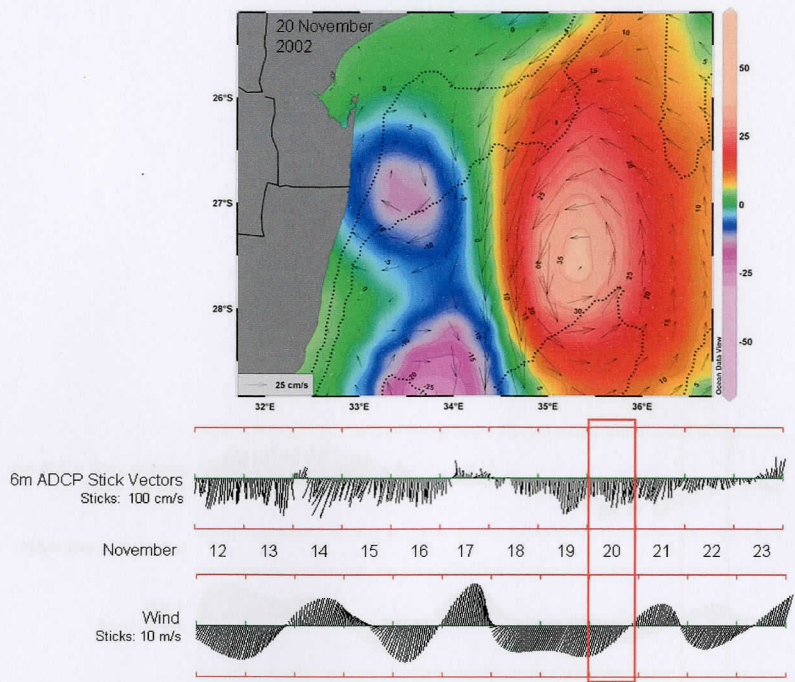 20 November
2002
26°S
27°S
28°S
32°E
33°E
34°E
35°E
36°E
25 cm/s
50
25
0
-25
-50
Ocean Data View
6m ADCP Stick Vectors
Sticks: 100 cm/s
November
12 13 14 15 16 17 18 19 20 21 22 23
Wind
Sticks: 10 m/s